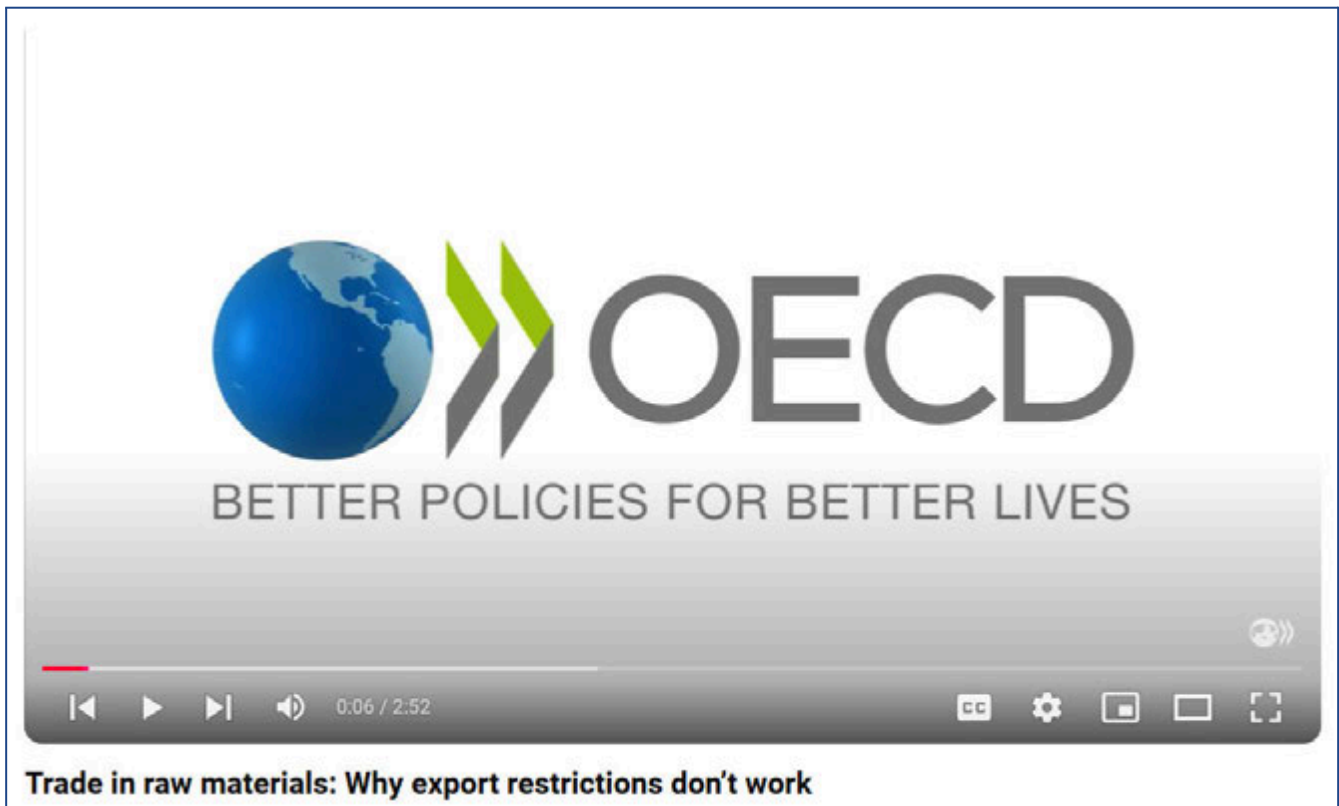 OECD
BETTER POLICIES FOR BETTER LIVES
0:06 / 2:52
CC
Trade in raw materials: Why export restrictions don’t work